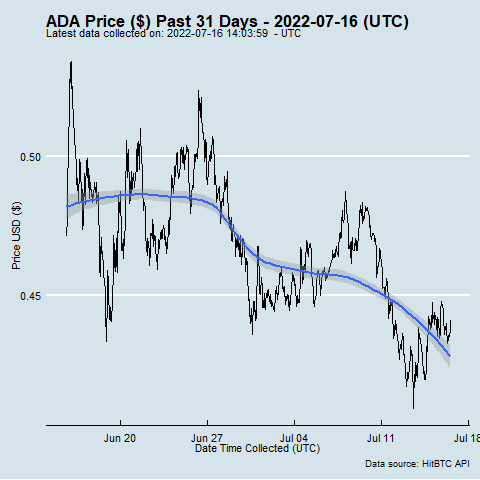 ADA Price ($) Past 31 Days - 2022-07-16 (UTC)
Latest data collected on: 2022-07-16 14:03:59 - UTC
0.50
0.45
Price USD ($)
Jun 20
Jun 27
Jul 04
Jul 11
Jul 18
Date Time Collected (UTC)
Data source: HitBTC API